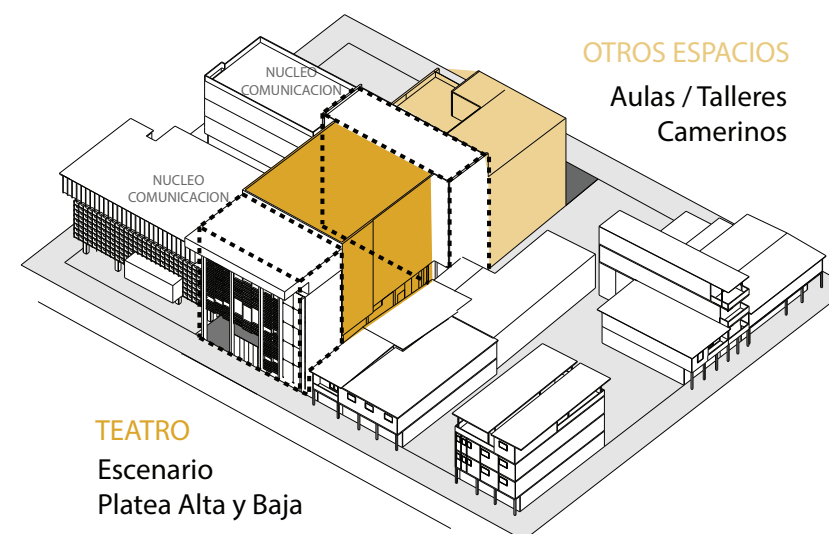 OTROS ESPACIOS
Aulas / Talleres
Camerinos
NUCLEO
COMUNICACION
NUCLEO
COMUNICACION
TEATRO
Escenario
Platea Alta y Baja